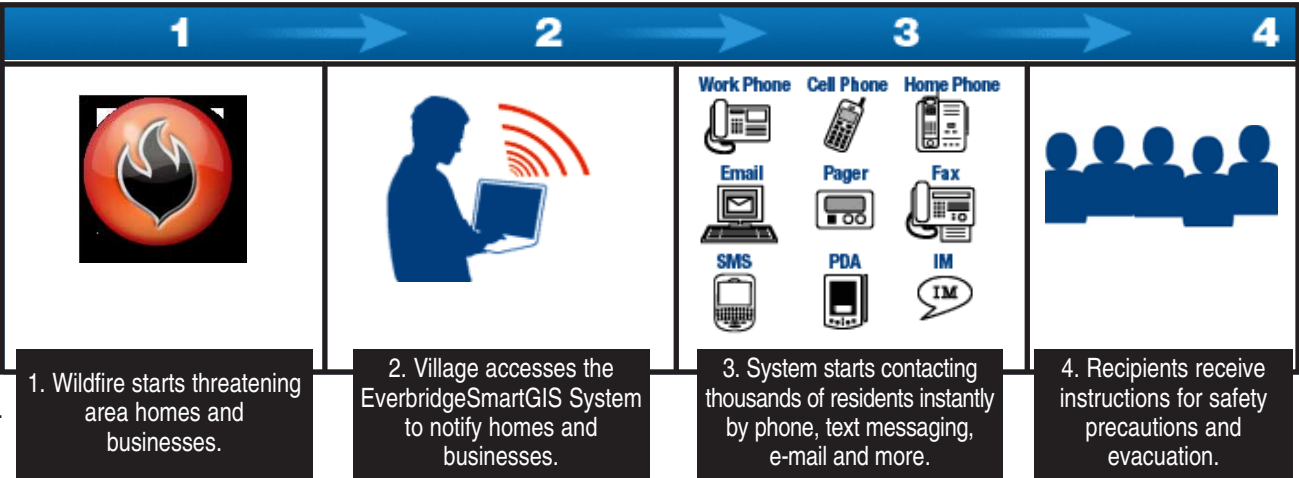 1 2 3 4
Work Phone Cell Phone Home Phone
Email Pager Fax
SMS PDA IM
IM
1. Wildfire starts threatening
area homes and
businesses.
2. Village accesses the
EverbridgeSmartGIS System
to notify homes and
businesses.
3. System starts contacting
thousands of residents instantly
by phone, text messaging,
e-mail and more.
4. Recipients receive
instructions for safety
precautions and
evacuation.
.